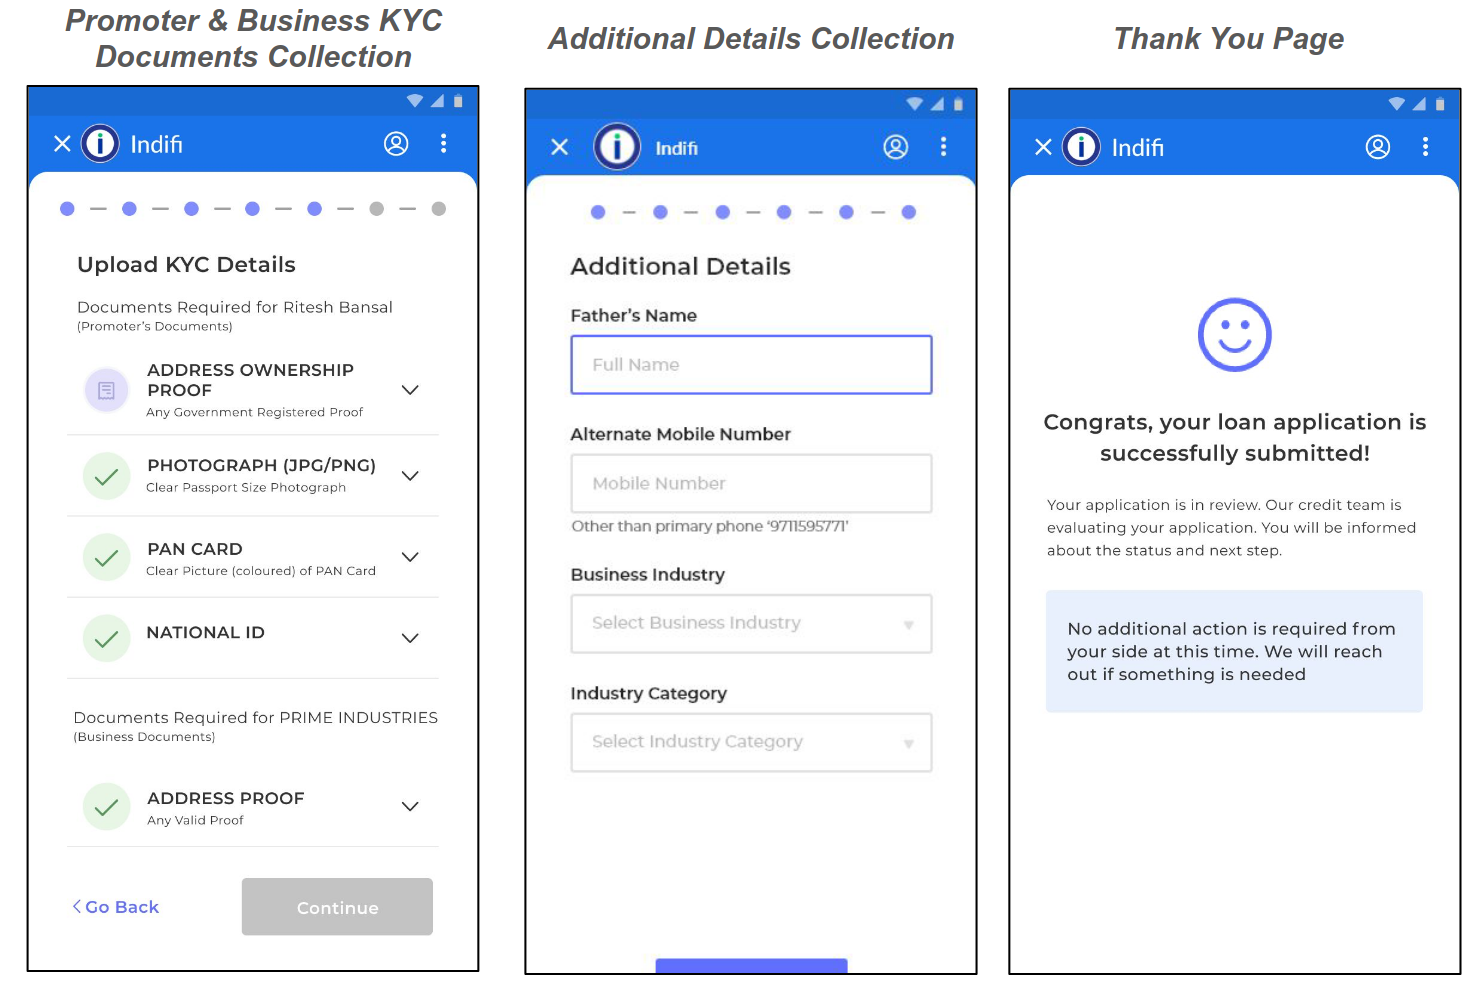 Promoter & Business KYC
Documents Collection
Indifi
Upload KYC Details
Documents Required for Ritesh Bansal
(Promoter's Documents)
ADDRESS OWNERSHIP
PROOF
Any Government Registered Proof
PHOTOGRAPH (JPG/PNG)
Clear Passport Size Photograph
PAN CARD
Clear Picture (coloured) of PAN Card
NATIONAL ID
Documents Required for PRIME INDUSTRIES
(Business Documents)
ADDRESS PROOF
Any Valid Proof
Go Back
Continue
Additional Details Collection
Indifi
Additional Details
Father's Name
Full Name
Alternate Mobile Number
Mobile Number
Other than primary phone '9711595771'
Business Industry
Select Business Industry
Industry Category
Select Industry Category
Thank You Page
Indifi
Congrats, your loan application is
successfully submitted!
Your application is in review. Our credit team is
evaluating your application. You will be informed
about the status and next step.
No additional action is required from
your side at this time. We will reach
out if something is needed